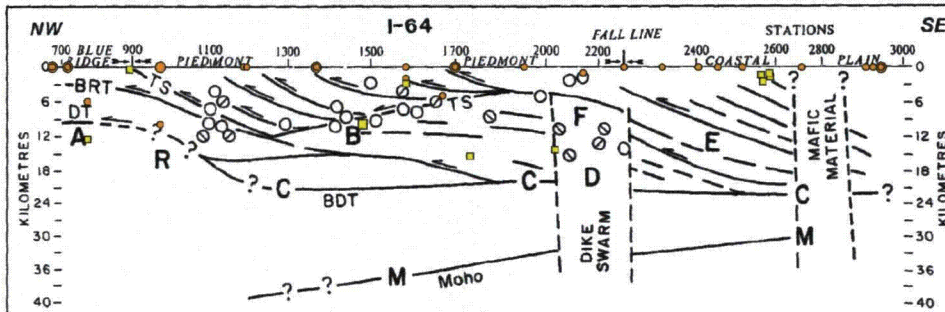 NW I-64 SE
BLUE RIDGE PIEDMONT PIEDMONT FALL LINE COASTAL STATIONS PLAIN
700 900 1100 1300 1500 1700 2000 2200 2400 2600 2800 3000
0 TS ? ? 0
6 BRT TS 6
12 DT A R ? B F D E MAFIC MATERIAL 12
18 18
24 ? C BDT C C ? 24
30 DIKE SWARM M 30
36 ? ? M Moho 36
40 ? 40
KILOMETRES KILOMETRES